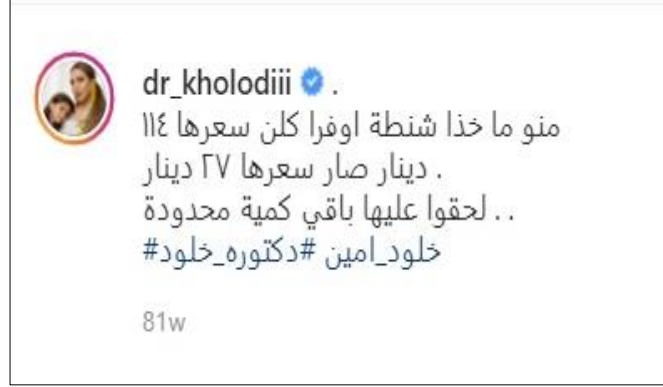 dr_kholodiii .
منو ما خذا شنطة اوفرا كلن سعرها ١١٤
دينار صار سعرها ٢٧ دينار .
لحقوا عليها باقي كمية محدودة . .
#خلود_امين #دكتوره_خلود
81w